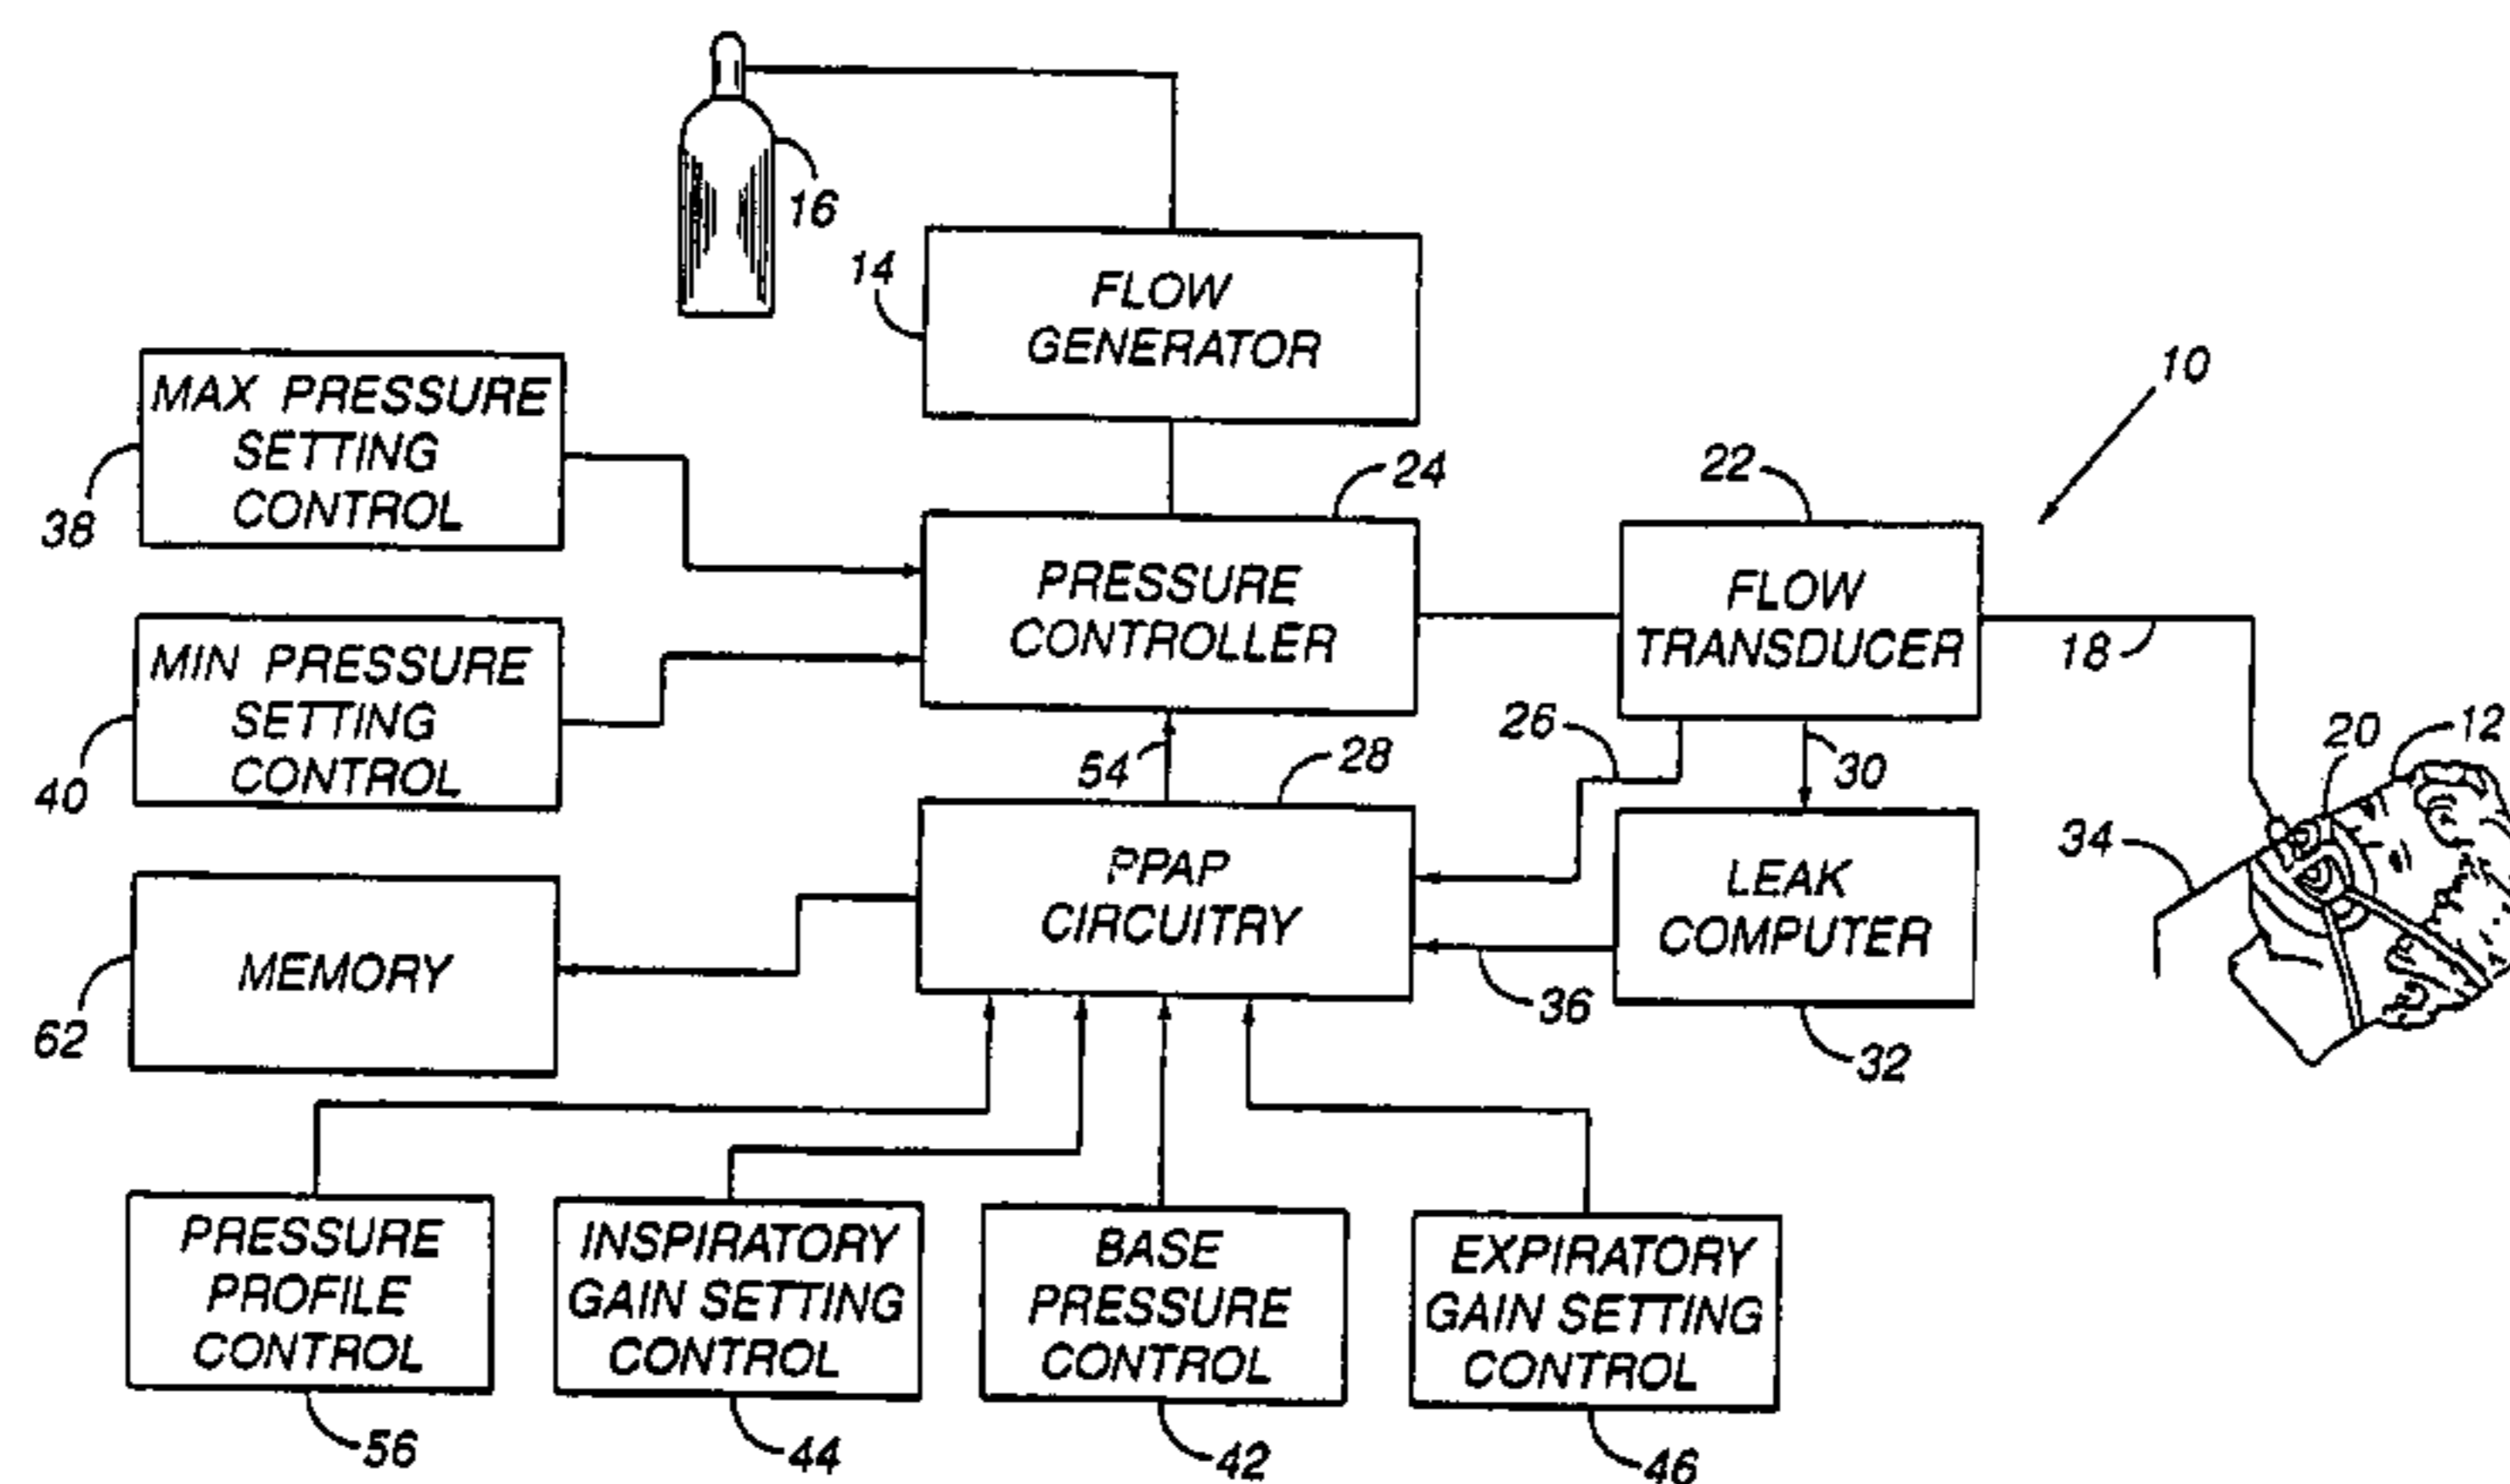 16
14
FLOW
GENERATOR
10
MAX PRESSURE
SETTING
CONTROL
38
24
22
PRESSURE
CONTROLLER
FLOW
TRANSDUCER
18
MIN PRESSURE
SETTING
CONTROL
40
54
28
26
30
20
12
34
PPAP
CIRCUITRY
LEAK
COMPUTER
36
32
MEMORY
62
PRESSURE
PROFILE
CONTROL
56
INSPIRATORY
GAIN SETTING
CONTROL
44
BASE
PRESSURE
CONTROL
42
EXPIRATORY
GAIN SETTING
CONTROL
46